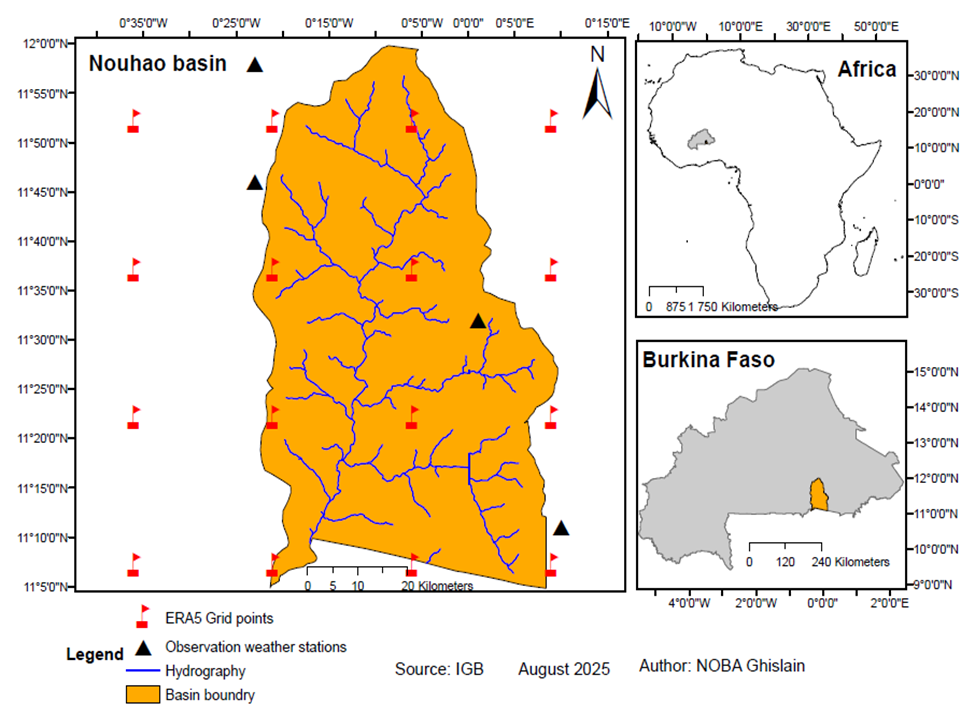 0°35'0"W 0°25'0"W 0°15'0"W 0°5'0"W 0°0'0" 0°5'0"E 0°15'0"E
12°0'0"N
Nouhao basin
N
11°55'0"N
11°50'0"N
11°45'0"N
11°40'0"N
11°35'0"N
11°30'0"N
11°25'0"N
11°20'0"N
11°15'0"N
11°10'0"N
11°50'0"N
0 5 10 20 Kilometers
10°0'0"W 10°0'0"E 30°0'0"E 50°0'0"E
Africa
30°0'0"N
20°0'0"N
10°0'0"N
0°0'0"
10°0'0"S
20°0'0"S
30°0'0"S
0 875 1 750 Kilometers
Burkina Faso
15°0'0"N
14°0'0"N
13°0'0"N
12°0'0"N
11°0'0"N
10°0'0"N
9°0'0"N
0 120 240 Kilometers
4°0'0"W 2°0'0"W 0°0'0" 2°0'0"E
Legend
ERA5 Grid points
Observation weather stations
Hydrography
Basin boundry
Source: IGB August 2025 Author: NOBA Ghislain